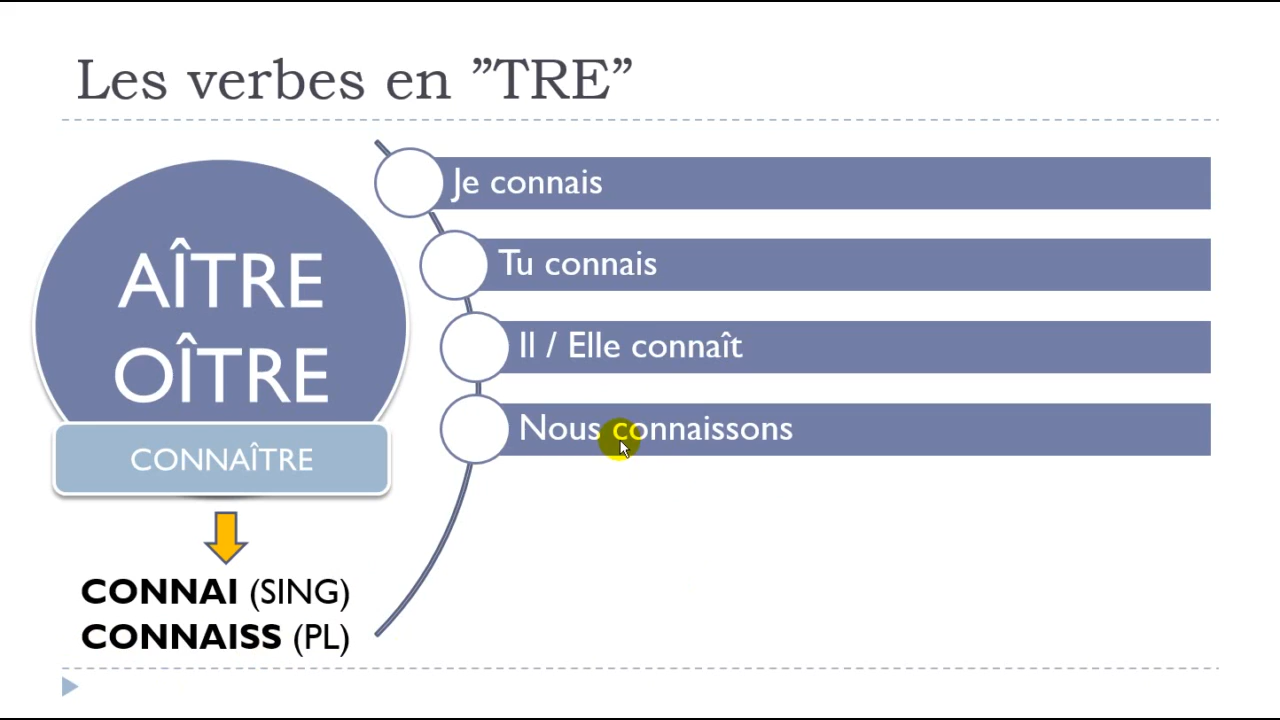 Les verbes en ”TRE”
AÎTRE
OÎTRE
CONNAÎTRE
CONNAI (SING)
CONNAISS (PL)
Je connais
Tu connais
Il / Elle connaît
Nous connaissons